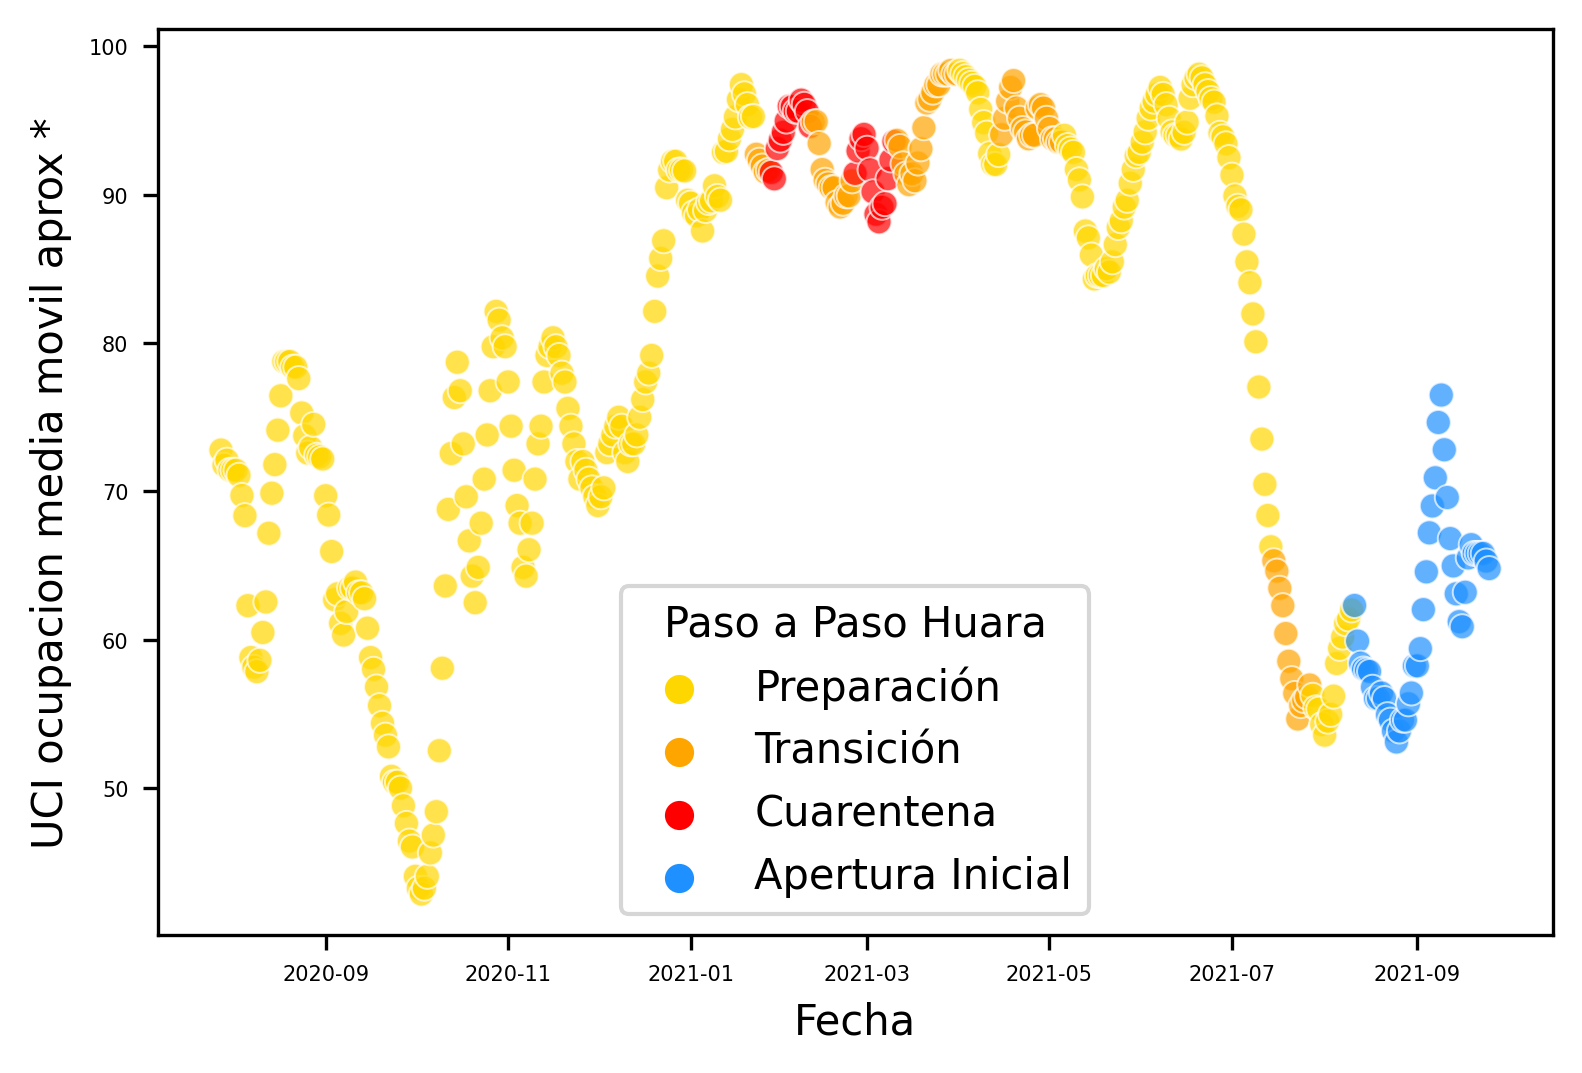 100
90
80
70
60
50
UCI ocupacion media movil aprox *
Paso a Paso Huara
Preparación
Transición
Cuarentena
Apertura Inicial
2020-09
2020-11
2021-01
2021-03
2021-05
2021-07
2021-09
Fecha